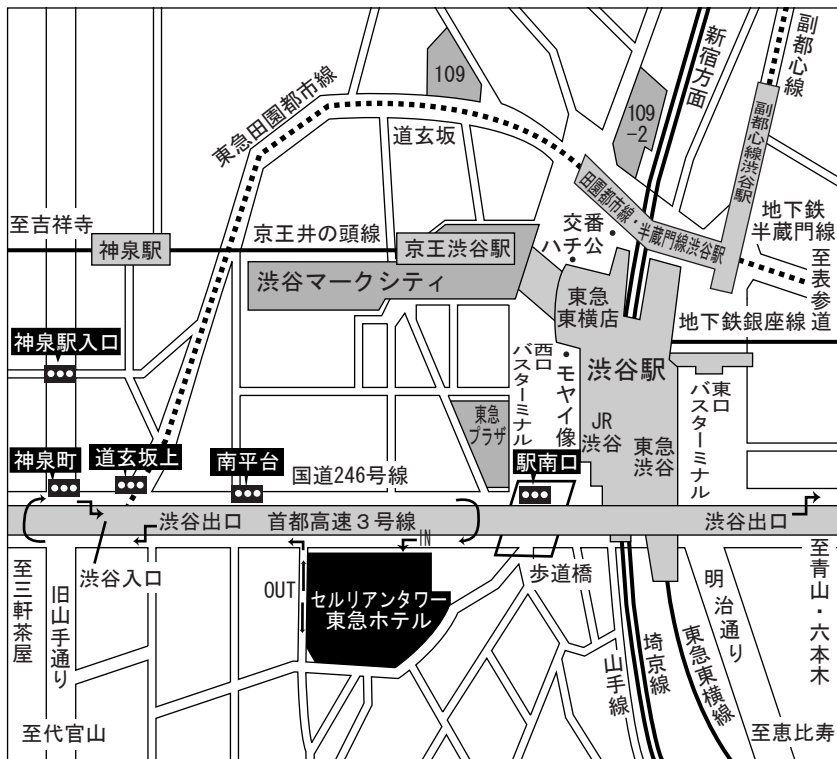 109
新宿方面
副都心線
109
-2
東急田園都市線
道玄坂
副都心線渋谷駅
田園都市線・半蔵門線渋谷駅
地下鉄
半蔵門線
至吉祥寺
京王井の頭線
交番
ハチ公
神泉駅
京王渋谷駅
至表参道
渋谷マークシティ
東急
東横店
地下鉄銀座線
神泉駅入口
西口
バスターミナル
・モヤイ像
渋谷駅
東口
バスターミナル
東急
プラザ
JR
渋谷
東急
渋谷
神泉町
道玄坂上
南平台
国道246号線
駅南口
渋谷出口
首都高速３号線
渋谷出口
IN
渋谷入口
歩道橋
OUT
セルリアンタワー
東急ホテル
至三軒茶屋
旧山手通り
山手線
埼京線
東急東横線
明治通り
至青山・六本木
至代官山
至恵比寿